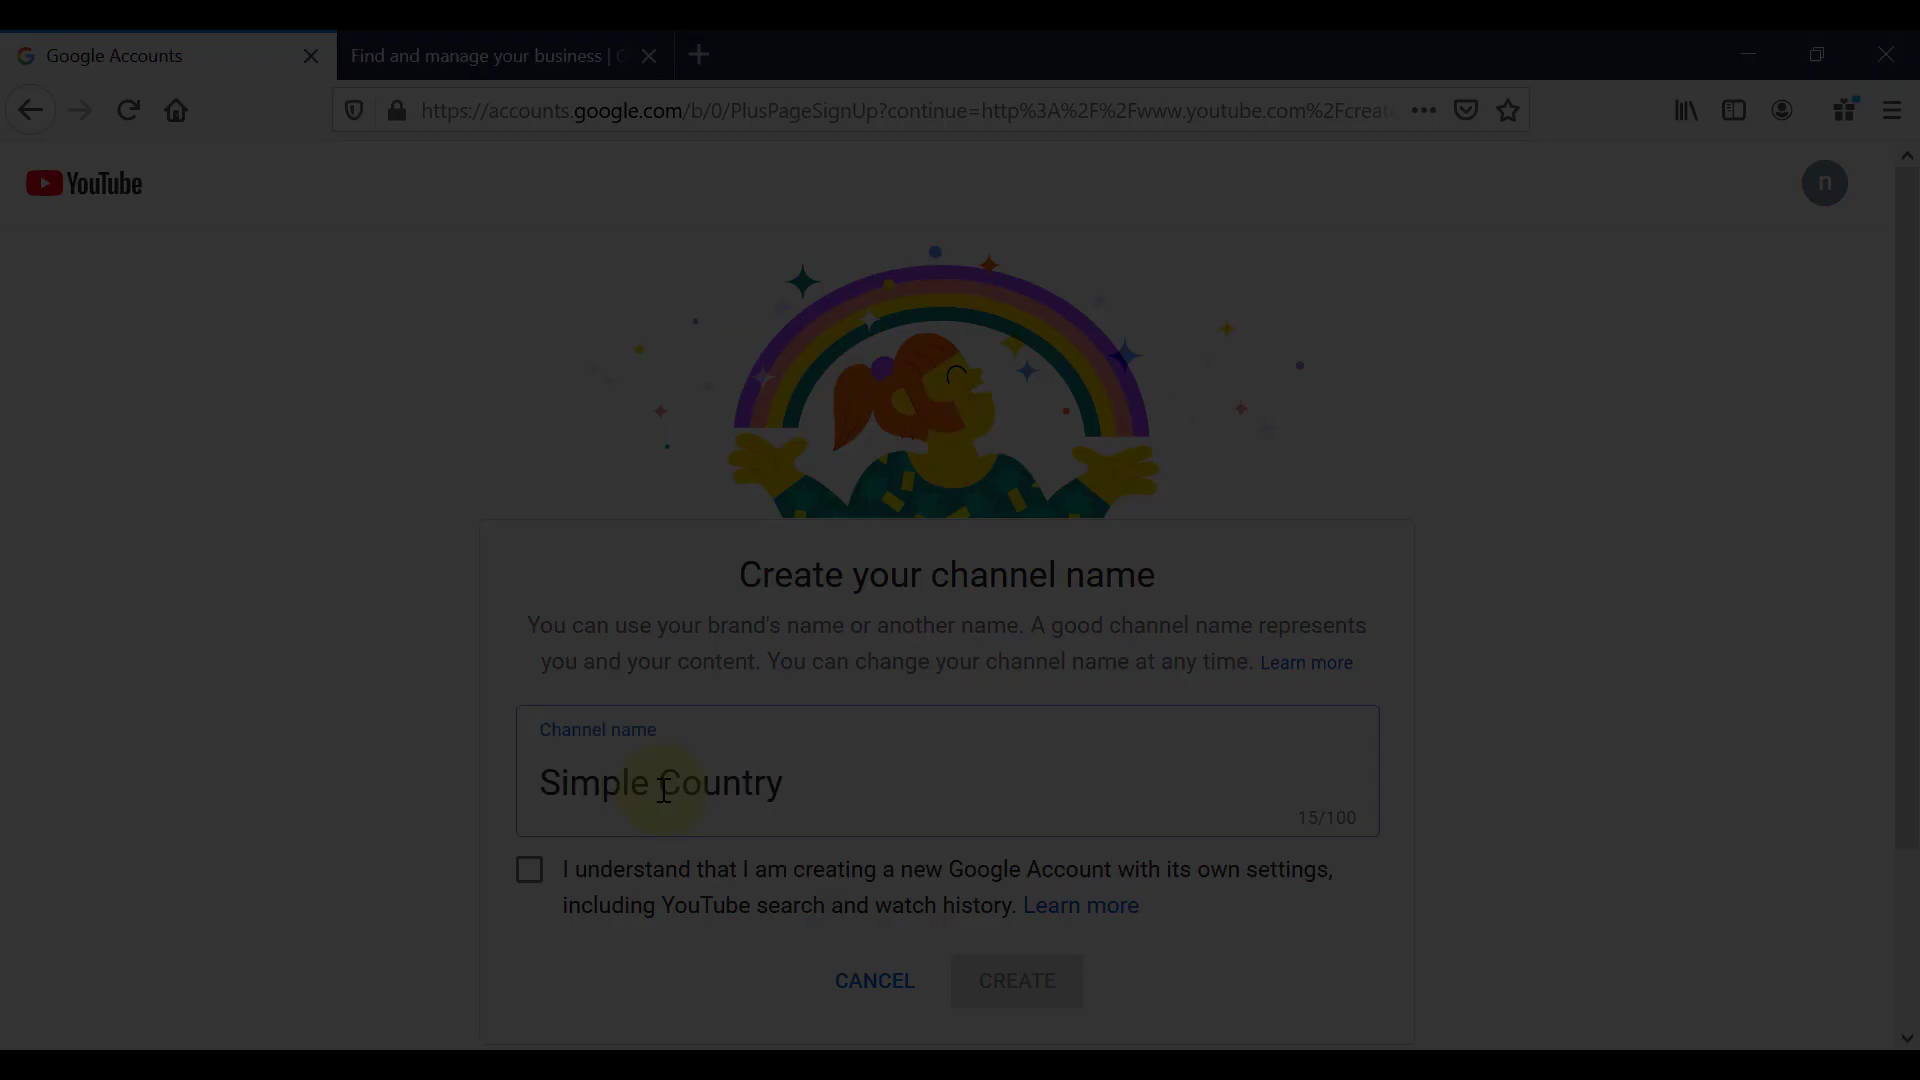 Google Accounts
Find and manage your business |
https://accounts.google.com/b/0/PlusPageSignUp?continue=http%3A%2F%2Fwww.youtube.com%2Fcreat
YouTube
n
Create your channel name
You can use your brand's name or another name. A good channel name represents
you and your content. You can change your channel name at any time. Learn more
Channel name
Simple Country
15/100
I understand that I am creating a new Google Account with its own settings,
including YouTube search and watch history. Learn more
CANCEL
CREATE